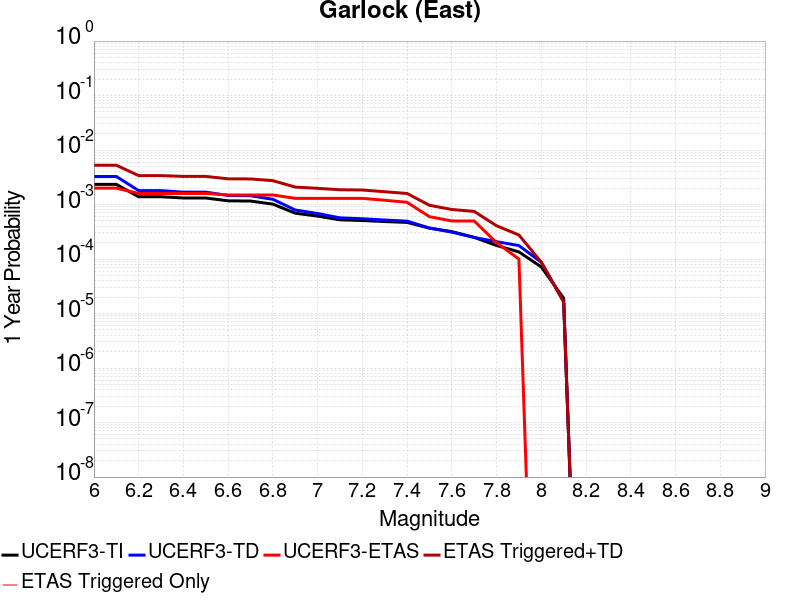 Garlock (East)
10 0
10 -1
10 -2
10 -3
10 -4
10 -5
10 -6
10 -7
10 -8
1 Year Probability
6 6.2 6.4 6.6 6.8 7 7.2 7.4 7.6 7.8 8 8.2 8.4 8.6 8.8 9
Magnitude
UCERF3-TI UCERF3-TD UCERF3-ETAS ETAS Triggered+TD
ETAS Triggered Only